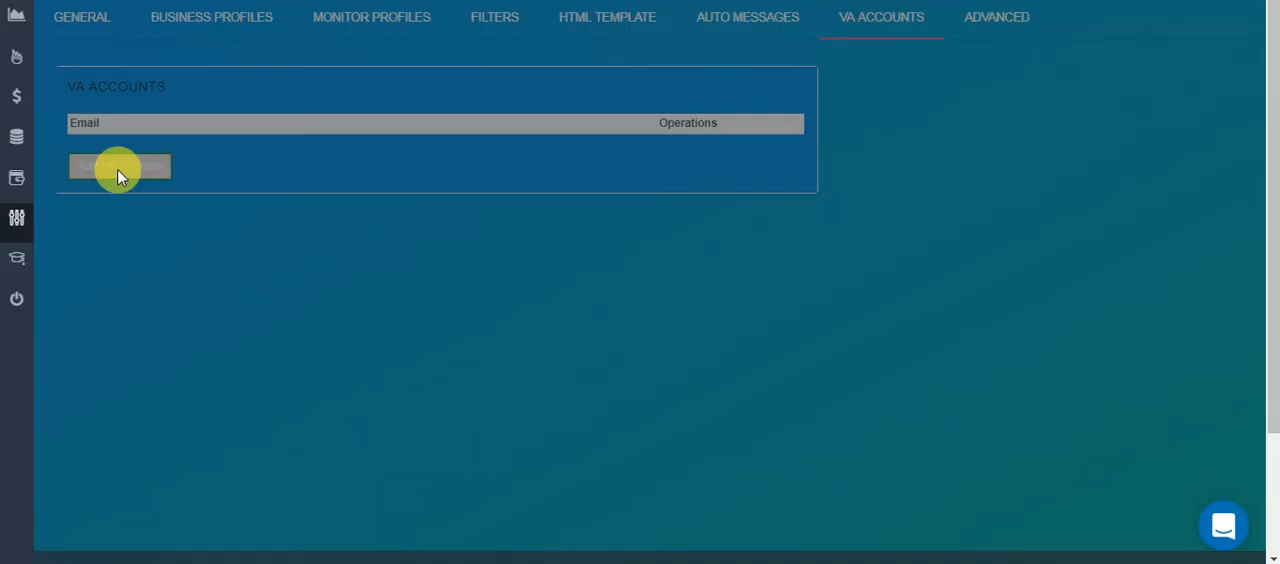 GENERAL BUSINESS PROFILES MONITOR PROFILES FILTERS HTML TEMPLATE AUTO MESSAGES VA ACCOUNTS ADVANCED
VA ACCOUNTS
Email Operations